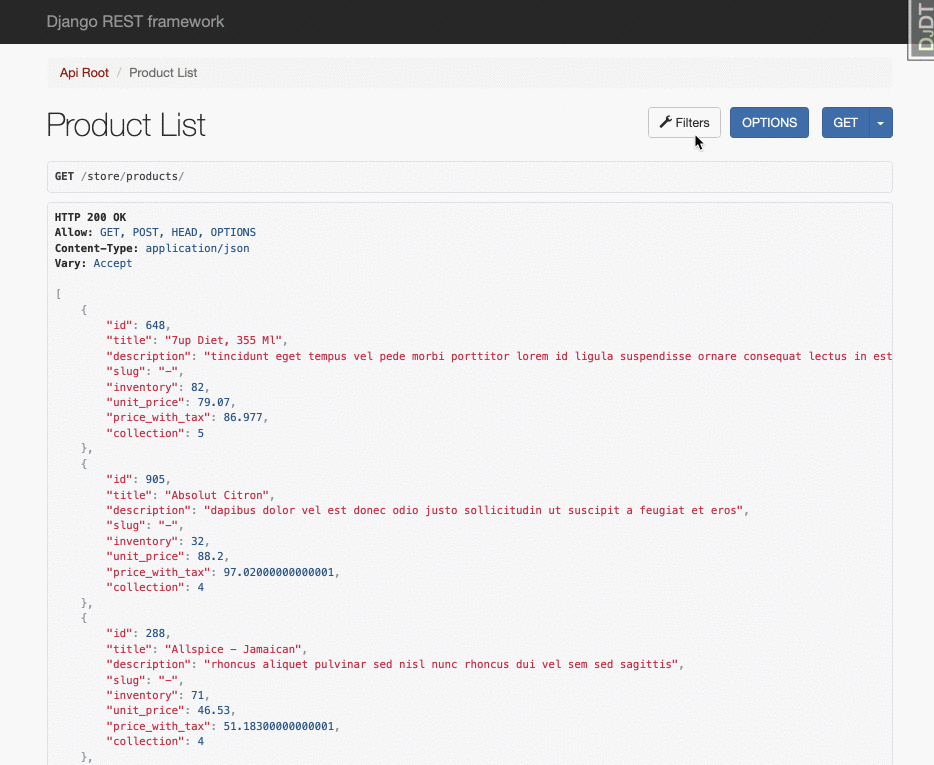 Django REST framework
DJDT
Api Root / Product List
Product List
Filters
OPTIONS
GET
GET /store/products/
HTTP 200 OK
Allow: GET, POST, HEAD, OPTIONS
Content-Type: application/json
Vary: Accept
[
{
"id": 648,
"title": "7up Diet, 355 Ml",
"description": "tincidunt eget tempus vel pede morbi porttitor lorem id ligula suspendisse ornare consequat lectus in est
"slug": "-",
"inventory": 82,
"unit_price": 79.07,
"price_with_tax": 86.977,
"collection": 5
},
{
"id": 905,
"title": "Absolut Citron",
"description": "dapibus dolor vel est donec odio justo sollicitudin ut suscipit a feugiat et eros",
"slug": "-",
"inventory": 32,
"unit_price": 88.2,
"price_with_tax": 97.02000000000001,
"collection": 4
},
{
"id": 288,
"title": "Allspice - Jamaican",
"description": "rhoncus aliquet pulvinar sed nisl nunc rhoncus dui vel sem sed sagittis",
"slug": "-",
"inventory": 71,
"unit_price": 46.53,
"price_with_tax": 51.18300000000001,
"collection": 4
},